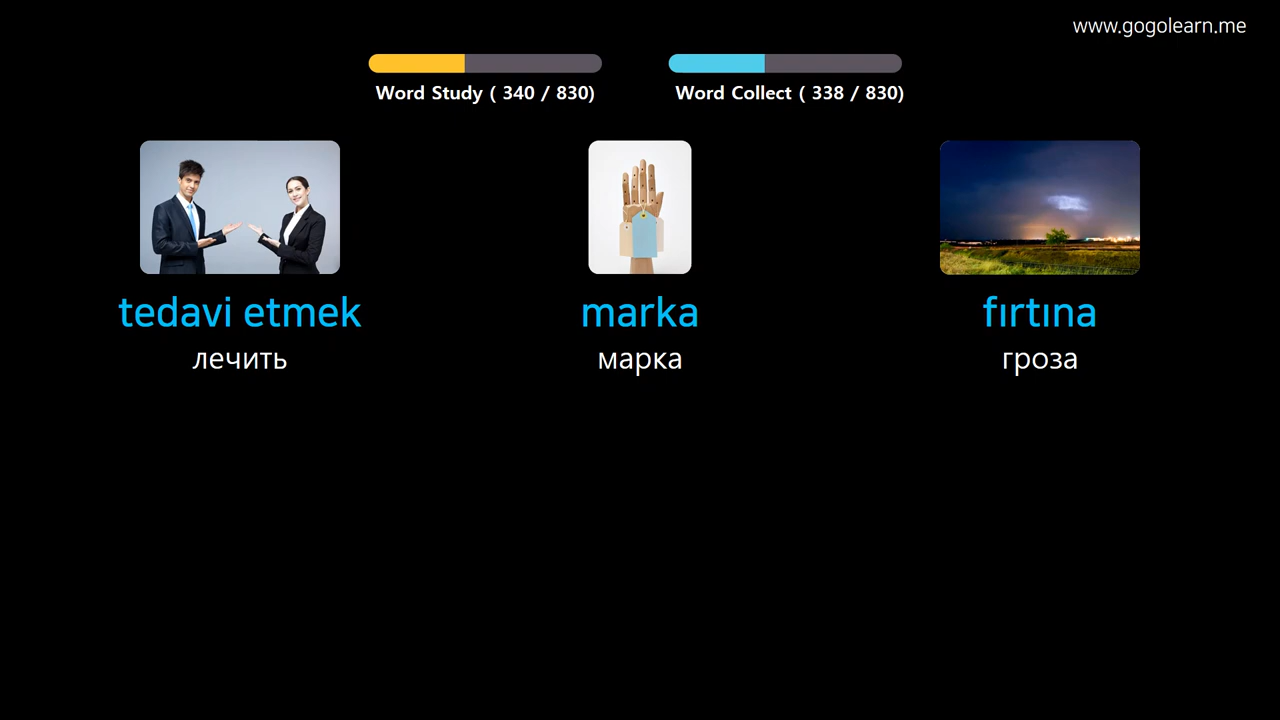 www.gogolearn.me
Word Study ( 340 / 830)
Word Collect ( 338 / 830)
tedavi etmek
лечить
marka
марка
fırtına
гроза